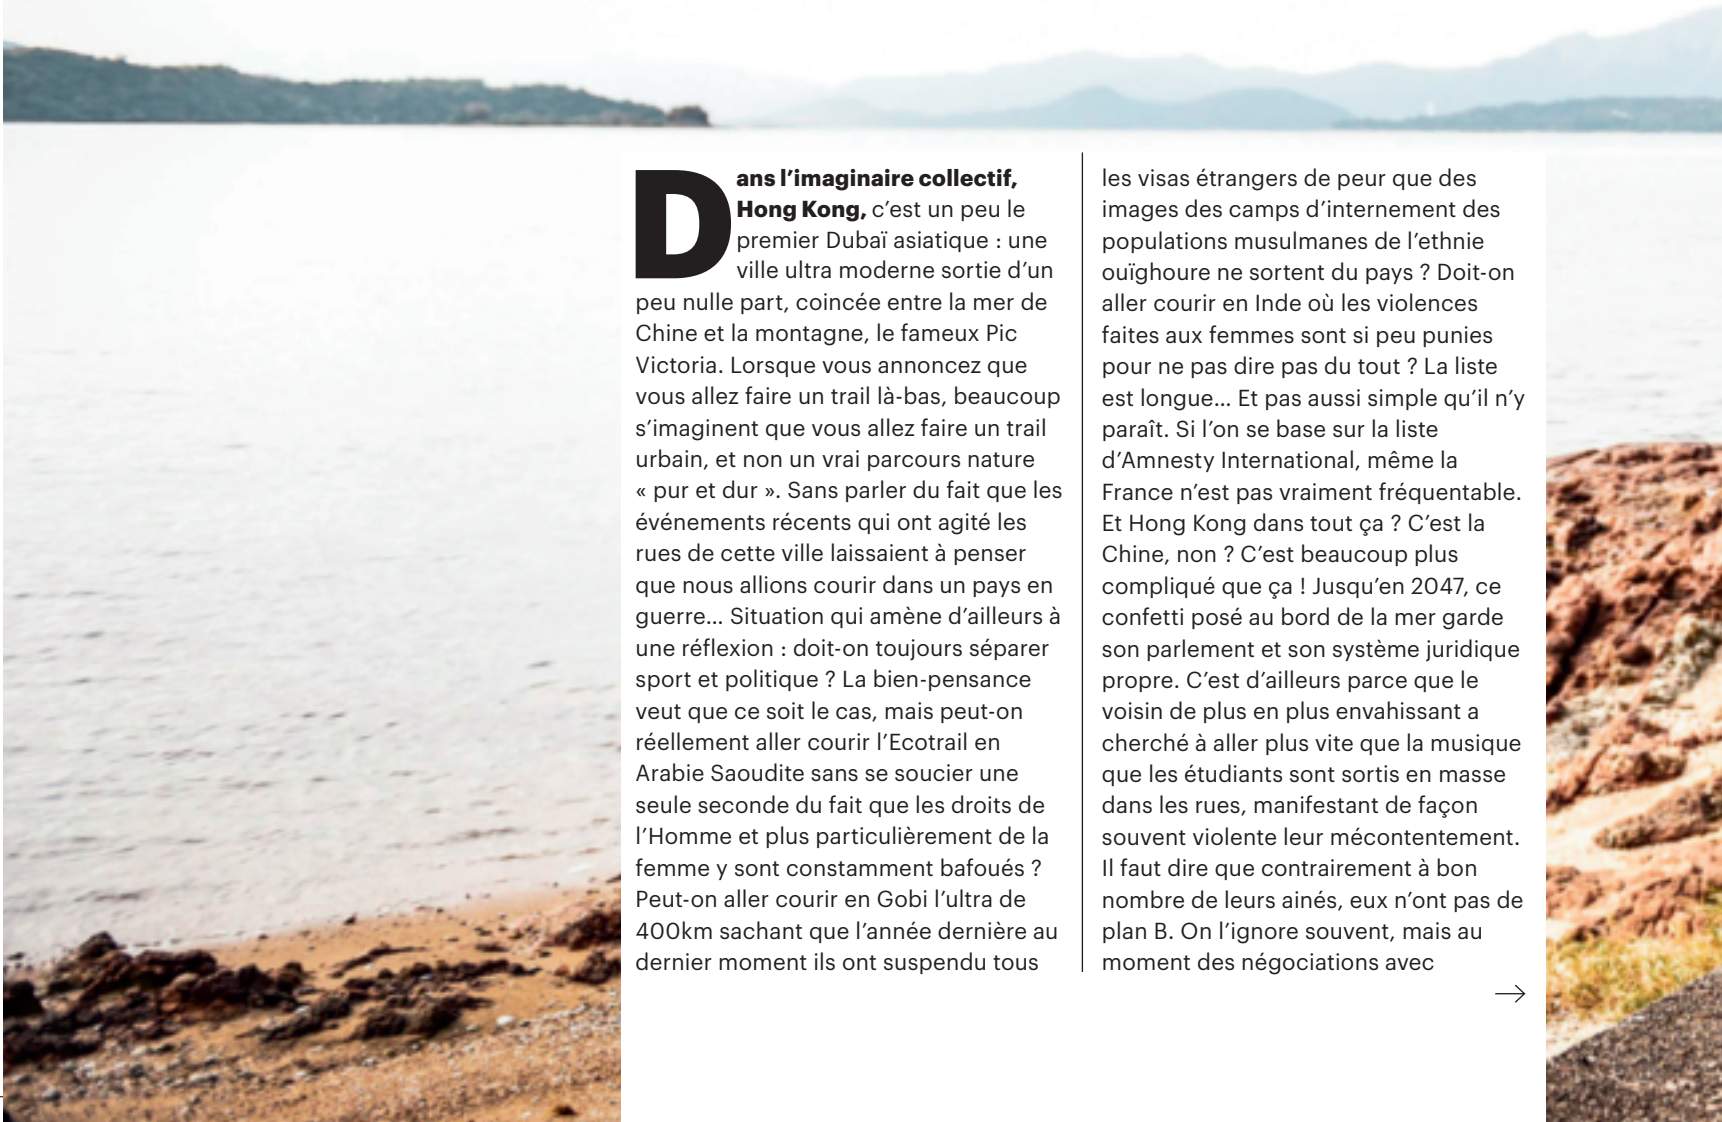 Dans l’imaginaire collectif,
Hong Kong, c’est un peu le
premier Dubaï asiatique : une
ville ultra moderne sortie d’un
peu nulle part, coincée entre la mer de
Chine et la montagne, le fameux Pic
Victoria. Lorsque vous annoncez que
vous allez faire un trail là-bas, beaucoup
s’imaginent que vous allez faire un trail
urbain, et non un vrai parcours nature
« pur et dur ». Sans parler du fait que les
événements récents qui ont agité les
rues de cette ville laissaient à penser
que nous allions courir dans un pays en
guerre… Situation qui amène d’ailleurs à
une réflexion : doit-on toujours séparer
sport et politique ? La bien-pensance
veut que ce soit le cas, mais peut-on
réellement aller courir l’Ecotrail en
Arabie Saoudite sans se soucier une
seule seconde du fait que les droits de
l’Homme et plus particulièrement de la
femme y sont constamment bafoués ?
Peut-on aller courir en Gobi l’ultra de
400km sachant que l’année dernière au
dernier moment ils ont suspendu tous
les visas étrangers de peur que des
images des camps d’internement des
populations musulmanes de l’ethnie
ouïghoure ne sortent du pays ? Doit-on
aller courir en Inde où les violences
faites aux femmes sont si peu punies
pour ne pas dire pas du tout ? La liste
est longue… Et pas aussi simple qu’il n’y
paraît. Si l’on se base sur la liste
d’Amnesty International, même la
France n’est pas vraiment fréquentable.
Et Hong Kong dans tout ça ? C’est la
Chine, non ? C’est beaucoup plus
compliqué que ça ! Jusqu’en 2047, ce
confetti posé au bord de la mer garde
son parlement et son système juridique
propre. C’est d’ailleurs parce que le
voisin de plus en plus envahissant a
cherché à aller plus vite que la musique
que les étudiants sont sortis en masse
dans les rues, manifestant de façon
souvent violente leur mécontentement.
Il faut dire que contrairement à bon
nombre de leurs ainés, eux n’ont pas de
plan B. On l’ignore souvent, mais au
moment des négociations avec
→